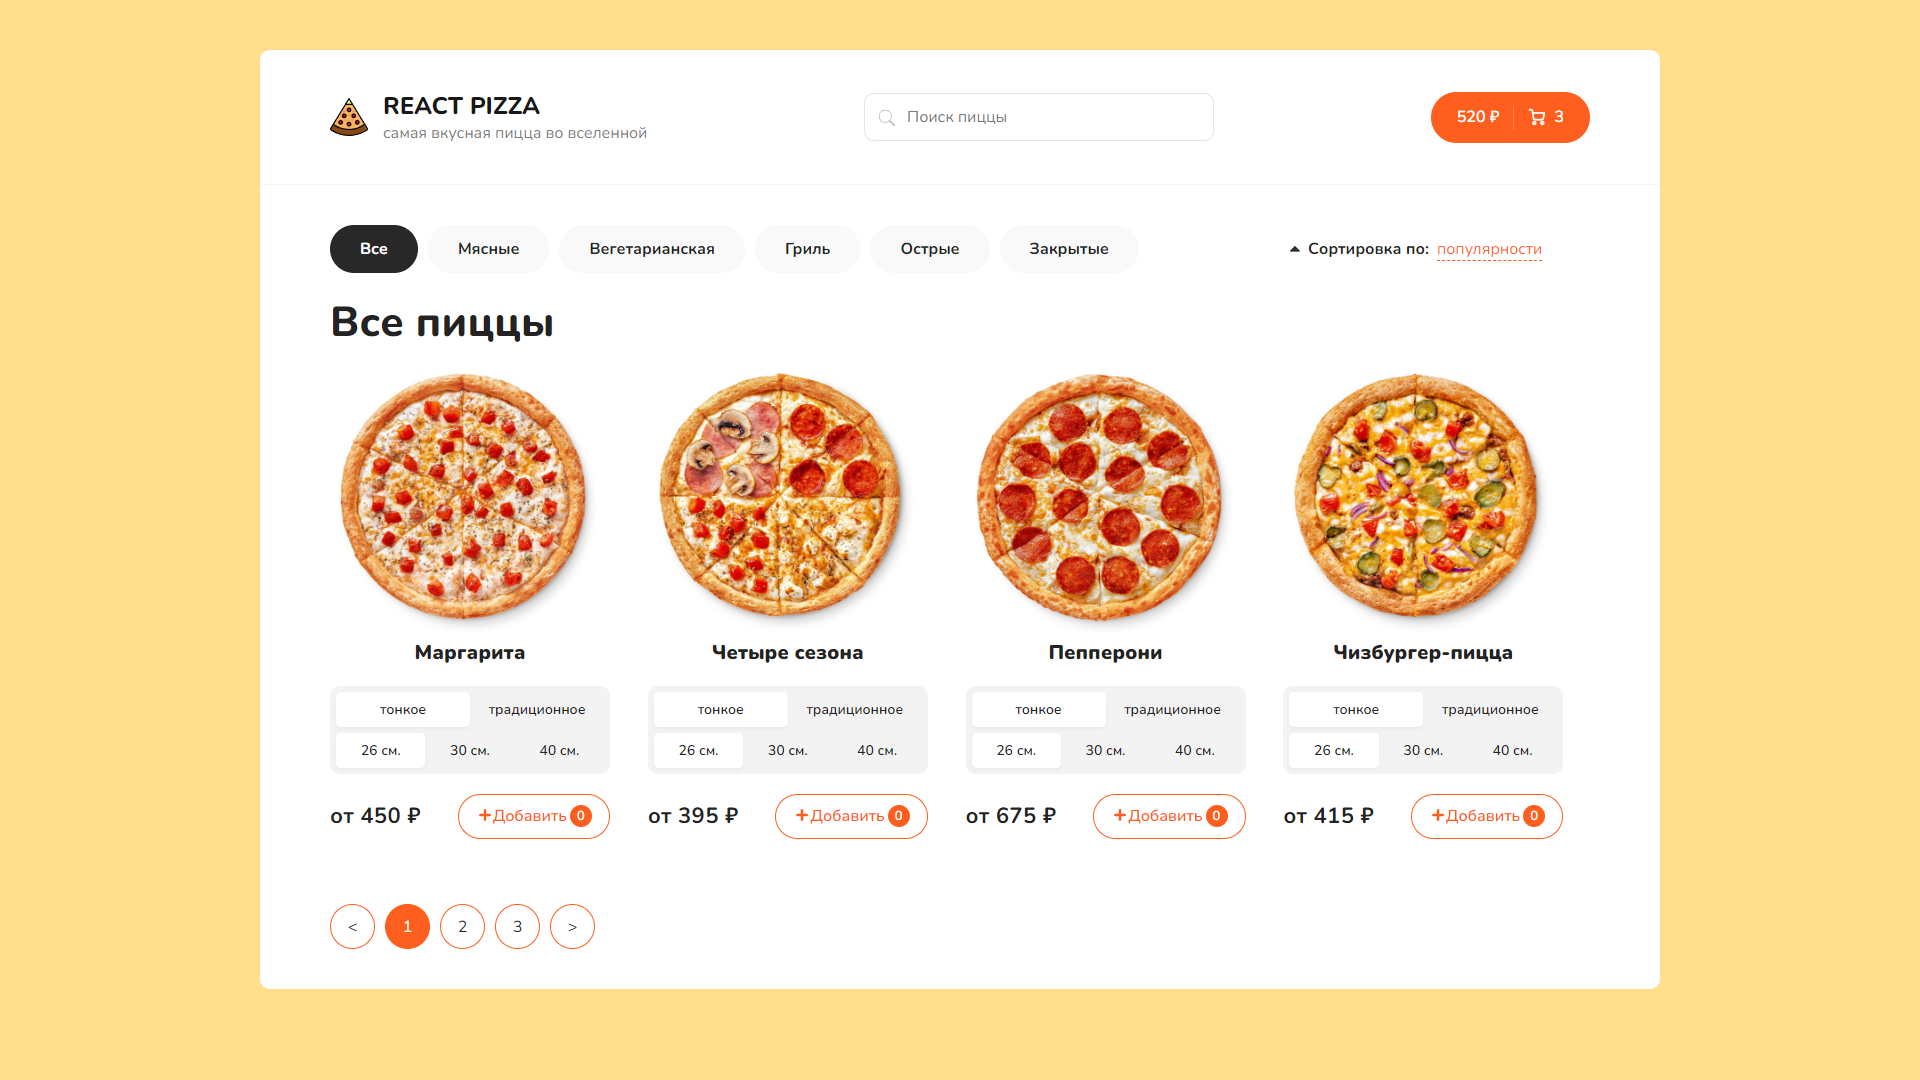 REACT PIZZA
самая вкусная пицца во вселенной
Поиск пиццы
520 ₽ 3
Все Мясные Вегетарианская Гриль Острые Закрытые Сортировка по: популярности
Все пиццы
Маргарита Четыре сезона Пепперони Чизбургер-пицца
тонкое традиционное тонкое традиционное тонкое традиционное тонкое традиционное
26 см. 30 см. 40 см. 26 см. 30 см. 40 см. 26 см. 30 см. 40 см. 26 см. 30 см. 40 см.
от 450 ₽ +Добавить 0 от 395 ₽ +Добавить 0 от 675 ₽ +Добавить 0 от 415 ₽ +Добавить 0
< 1 2 3 >